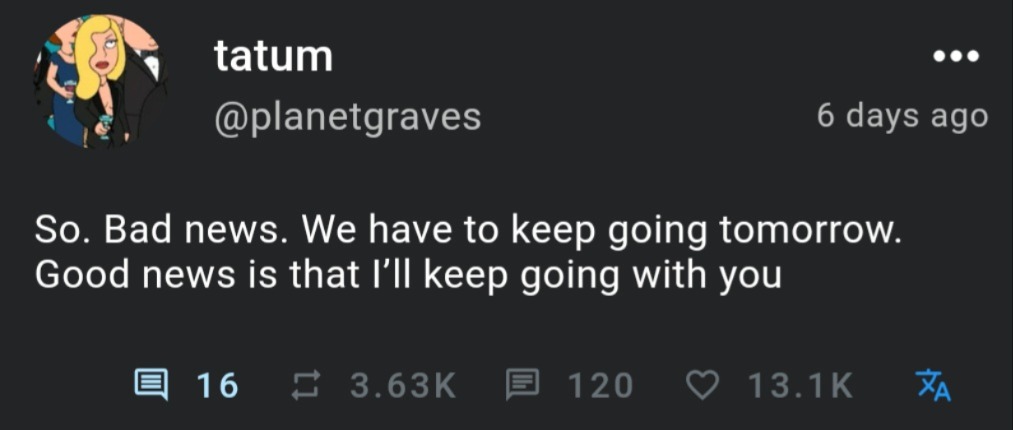 tatum
@planetgraves
6 days ago
So. Bad news. We have to keep going tomorrow.
Good news is that I’ll keep going with you
16 3.63K 120 13.1K